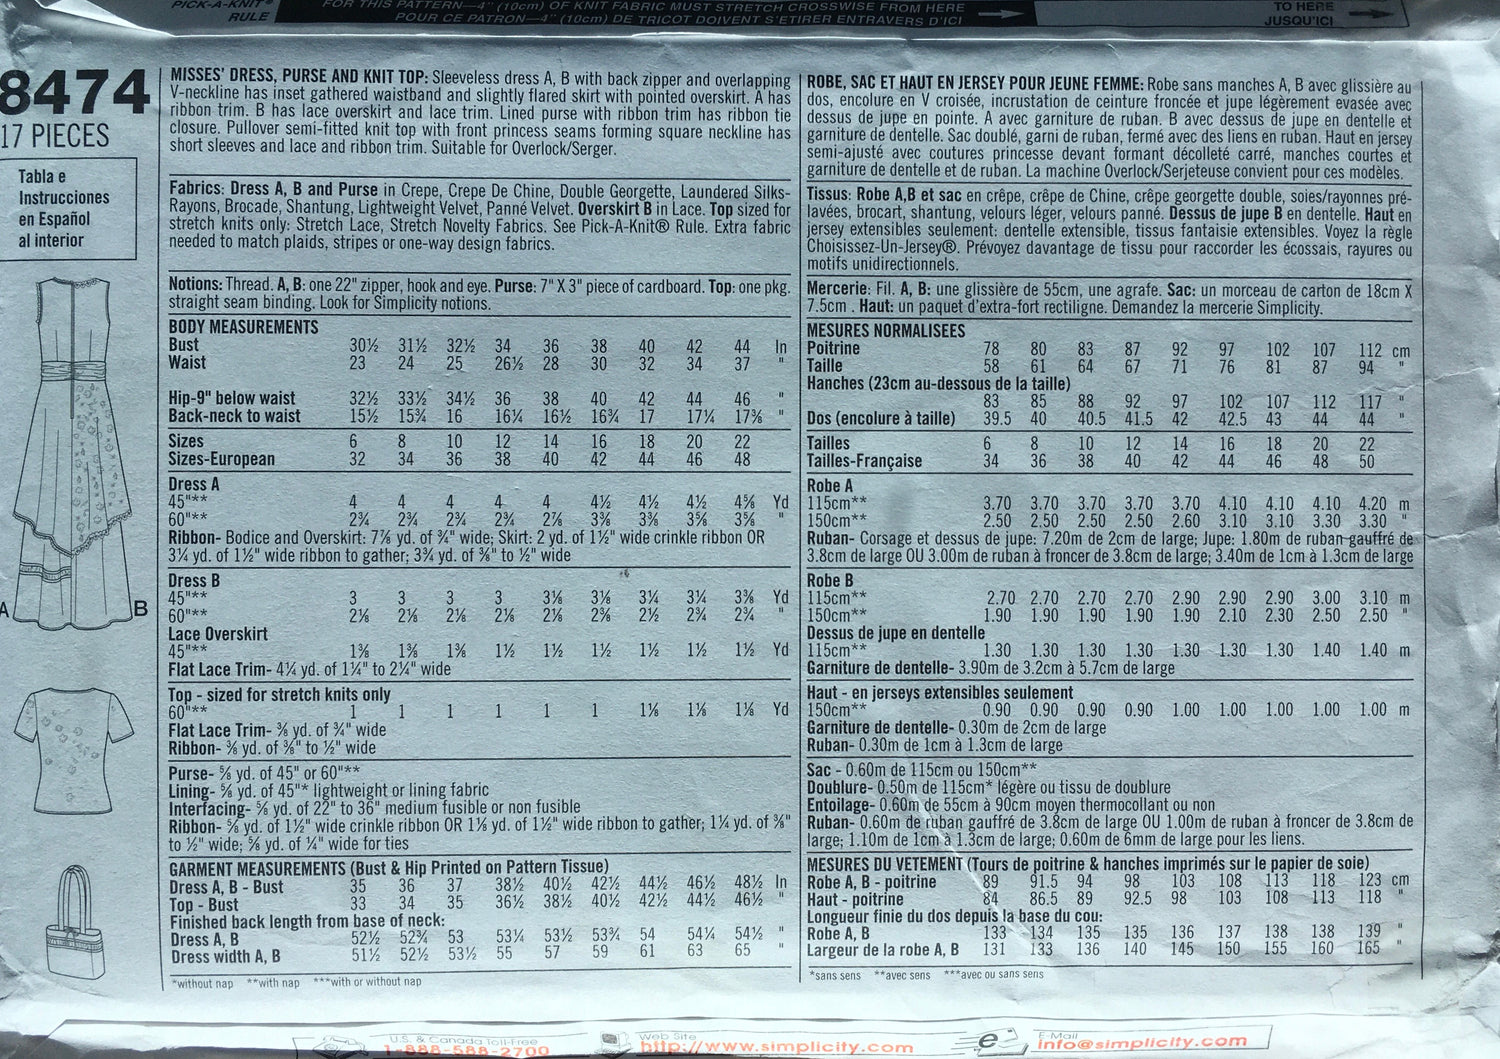 PICK-A-KNIT®
RULE
FOR THIS PATTERN—4" (10cm) OF KNIT FABRIC MUST STRETCH CROSSWISE FROM HERE
POUR CE PATRON—4" (10cm) DE TRICOT DOIVENT S'ETIRER ENTRAVERS D'ICI
TO HERE
JUSQU'ICI
8474
17 PIECES
Tabla e
Instrucciones
en Español
al interior
A
B
MISSES' DRESS, PURSE AND KNIT TOP: Sleeveless dress A, B with back zipper and overlapping
V-neckline has inset gathered waistband and slightly flared skirt with pointed overskirt. A has
ribbon trim. B has lace overskirt and lace trim. Lined purse with ribbon trim has ribbon tie
closure. Pullover semi-fitted knit top with front princess seams forming square neckline has
short sleeves and lace and ribbon trim. Suitable for Overlock/Serger.
Fabrics: Dress A, B and Purse in Crepe, Crepe De Chine, Double Georgette, Laundered Silks-
Rayons, Brocade, Shantung, Lightweight Velvet, Panné Velvet. Overskirt B in Lace. Top sized for
stretch knits only: Stretch Lace, Stretch Novelty Fabrics. See Pick-A-Knit® Rule. Extra fabric
needed to match plaids, stripes or one-way design fabrics.
Notions: Thread. A, B: one 22" zipper, hook and eye. Purse: 7" X 3" piece of cardboard. Top: one pkg.
straight seam binding. Look for Simplicity notions.
BODY MEASUREMENTS
Bust 30½ 31½ 32½ 34 36 38 40 42 44 In
Waist 23 24 25 26½ 28 30 32 34 37 "
Hip-9" below waist 32½ 33½ 34½ 36 38 40 42 44 46 "
Back-neck to waist 15½ 15¾ 16 16¼ 16½ 16¾ 17 17¼ 17⅜ "
Sizes 6 8 10 12 14 16 18 20 22
Sizes-European 32 34 36 38 40 42 44 46 48
Dress A
45"** 4 4 4 4 4 4½ 4½ 4½ 4⅝ Yd
60"** 2¾ 2¾ 2¾ 2¾ 2⅞ 3⅜ 3⅜ 3⅝ 3⅝ "
Ribbon- Bodice and Overskirt: 7⅞ yd. of ¾" wide; Skirt: 2 yd. of 1½" wide crinkle ribbon OR
3¼ yd. of 1½" wide ribbon to gather; 3¾ yd. of ⅜" to ½" wide
Dress B
45"** 3 3 3 3 3⅛ 3⅛ 3¼ 3¼ 3⅜ Yd
60"** 2⅛ 2⅛ 2⅛ 2⅛ 2⅛ 2⅜ 2½ 2¾ 2¾ "
Lace Overskirt
45"** 1⅜ 1⅜ 1⅜ 1½ 1½ 1½ 1½ 1½ 1½ Yd
Flat Lace Trim- 4¼ yd. of 1¼" to 2¼" wide
Top - sized for stretch knits only
60"** 1 1 1 1 1 1 1⅛ 1⅛ 1⅛ Yd
Flat Lace Trim- ⅜ yd. of ¾" wide
Ribbon- ⅜ yd. of ⅜" to ½" wide
Purse- ⅝ yd. of 45" or 60"**
Lining- ⅝ yd. of 45"* lightweight or lining fabric
Interfacing- ⅝ yd. of 22" to 36" medium fusible or non fusible
Ribbon- ⅝ yd. of 1½" wide crinkle ribbon OR 1⅛ yd. of 1½" wide ribbon to gather; 1¼ yd. of ⅜"
to ½" wide; ⅝ yd. of ¼" wide for ties
GARMENT MEASUREMENTS (Bust & Hip Printed on Pattern Tissue)
Dress A, B - Bust 35 36 37 38½ 40½ 42½ 44½ 46½ 48½ In
Top - Bust 33 34 35 36½ 38½ 40½ 42½ 44½ 46½ "
Finished back length from base of neck:
Dress A, B 52½ 52¾ 53 53¼ 53½ 53¾ 54 54¼ 54½ "
Dress width A, B 51½ 52½ 53½ 55 57 59 61 63 65 "
*without nap **with nap ***with or without nap
ROBE, SAC ET HAUT EN JERSEY POUR JEUNE FEMME: Robe sans manches A, B avec glissière au
dos, encolure en V croisée, incrustation de ceinture froncée et jupe légèrement evasée avec
dessus de jupe en pointe. A avec garniture de ruban. B avec dessus de jupe en dentelle et
garniture de dentelle. Sac doublé, garni de ruban, fermé avec des liens en ruban. Haut en jersey
semi-ajusté avec coutures princesse devant formant décolleté carré, manches courtes et
garniture de dentelle et de ruban. La machine Overlock/Serjeteuse convient pour ces modèles.
Tissus: Robe A,B et sac en crêpe, crêpe de Chine, crêpe georgette double, soies/rayonnes pré-
lavées, brocart, shantung, velours léger, velours panné. Dessus de jupe B en dentelle. Haut en
jersey extensibles seulement: dentelle extensible, tissus fantaisie extensibles. Voyez la règle
Choisissez-Un-Jersey®. Prévoyez davantage de tissu pour raccorder les écossais, rayures ou
motifs unidirectionnels.
Mercerie: Fil. A, B: une glissière de 55cm, une agrafe. Sac: un morceau de carton de 18cm X
7.5cm . Haut: un paquet d'extra-fort rectiligne. Demandez la mercerie Simplicity.
MESURES NORMALISEES
Poitrine 78 80 83 87 92 97 102 107 112 cm
Taille 58 61 64 67 71 76 81 87 94 "
Hanches (23cm au-dessous de la taille)
83 85 88 92 97 102 107 112 117 "
Dos (encolure à taille) 39.5 40 40.5 41.5 42 42.5 43 44 44 "
Tailles 6 8 10 12 14 16 18 20 22
Tailles-Française 34 36 38 40 42 44 46 48 50
Robe A
115cm** 3.70 3.70 3.70 3.70 3.70 4.10 4.10 4.10 4.20 m
150cm** 2.50 2.50 2.50 2.50 2.60 3.10 3.10 3.30 3.30 "
Ruban- Corsage et dessus de jupe: 7.20m de 2cm de large; Jupe: 1.80m de ruban gauffré de
3.8cm de large OU 3.00m de ruban à froncer de 3.8cm de large; 3.40m de 1cm à 1.3cm de large
Robe B
115cm** 2.70 2.70 2.70 2.70 2.90 2.90 2.90 3.00 3.10 m
150cm** 1.90 1.90 1.90 1.90 1.90 2.10 2.30 2.50 2.50 "
Dessus de jupe en dentelle
115cm** 1.30 1.30 1.30 1.30 1.30 1.30 1.30 1.40 1.40 m
Garniture de dentelle- 3.90m de 3.2cm à 5.7cm de large
Haut - en jerseys extensibles seulement
150cm** 0.90 0.90 0.90 0.90 1.00 1.00 1.00 1.00 1.00 m
Garniture de dentelle- 0.30m de 2cm de large
Ruban- 0.30m de 1cm à 1.3cm de large
Sac - 0.60m de 115cm ou 150cm**
Doublure- 0.50m de 115cm* légère ou tissu de doublure
Entoilage- 0.60m de 55cm à 90cm moyen thermocollant ou non
Ruban- 0.60m de ruban gauffré de 3.8cm de large OU 1.00m de ruban à froncer de 3.8cm de
large; 1.10m de 1cm à 1.3cm de large; 0.60m de 6mm de large pour les liens.
MESURES DU VETEMENT (Tours de poitrine & hanches imprimés sur le papier de soie)
Robe A, B - poitrine 89 91.5 94 98 103 108 113 118 123 cm
Haut - poitrine 84 86.5 89 92.5 98 103 108 113 118 "
Longueur finie du dos depuis la base du cou:
Robe A, B 133 134 135 135 136 137 138 138 139 "
Largeur de la robe A, B 131 133 136 140 145 150 155 160 165 "
*sans sens **avec sens ***avec ou sans sens
U.S. & Canada Toll-Free
1-888-588-2700
Web Site
http://www.simplicity.com
E-Mail
info@simplicity.com